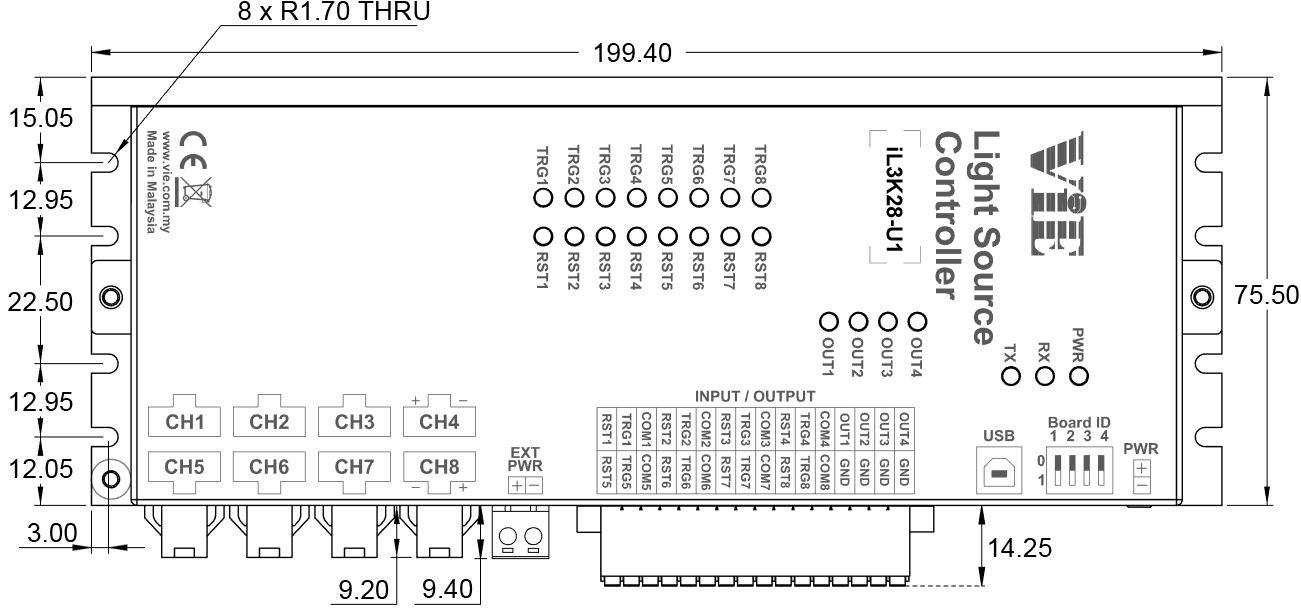 8 x R1.70 THRU
199.40
15.05
12.95
22.50
12.95
12.05
3.00
75.50
www.vie.com.my
Made in Malaysia
CE
TRG1 TRG2 TRG3 TRG4 TRG5 TRG6 TRG7 TRG8
RST1 RST2 RST3 RST4 RST5 RST6 RST7 RST8
iL3K28-U1
Light Source
Controller
ViE
OUT1 OUT2 OUT3 OUT4
TX RX PWR
CH1 CH2 CH3 + − CH4
CH5 CH6 CH7 CH8 − +
EXT
PWR
+ −
INPUT / OUTPUT
RST1 TRG1 COM1 RST2 TRG2 COM2 RST3 TRG3 COM3 RST4 TRG4 COM4 OUT1 OUT2 OUT3 OUT4
RST5 TRG5 COM5 RST6 TRG6 COM6 RST7 TRG7 COM7 RST8 TRG8 COM8 GND GND GND GND
USB
Board ID
1 2 3 4
0
1
PWR
+
−
9.20
9.40
14.25